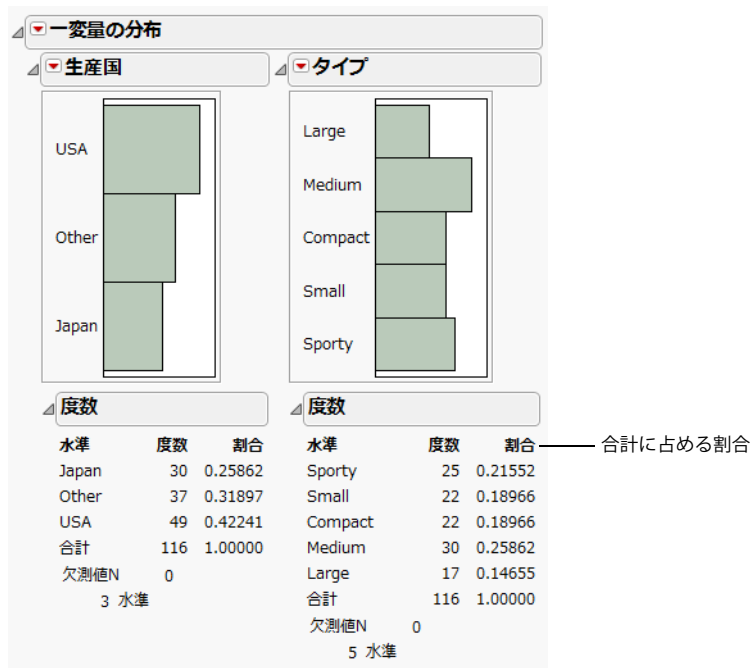 一変量の分布
生産国
USA
Other
Japan
度数
水準 度数 割合
Japan 30 0.25862
Other 37 0.31897
USA 49 0.42241
合計 116 1.00000
欠測値N 0
3 水準
タイプ
Large
Medium
Compact
Small
Sporty
度数
水準 度数 割合
Sporty 25 0.21552
Small 22 0.18966
Compact 22 0.18966
Medium 30 0.25862
Large 17 0.14655
合計 116 1.00000
欠測値N 0
5 水準
合計に占める割合